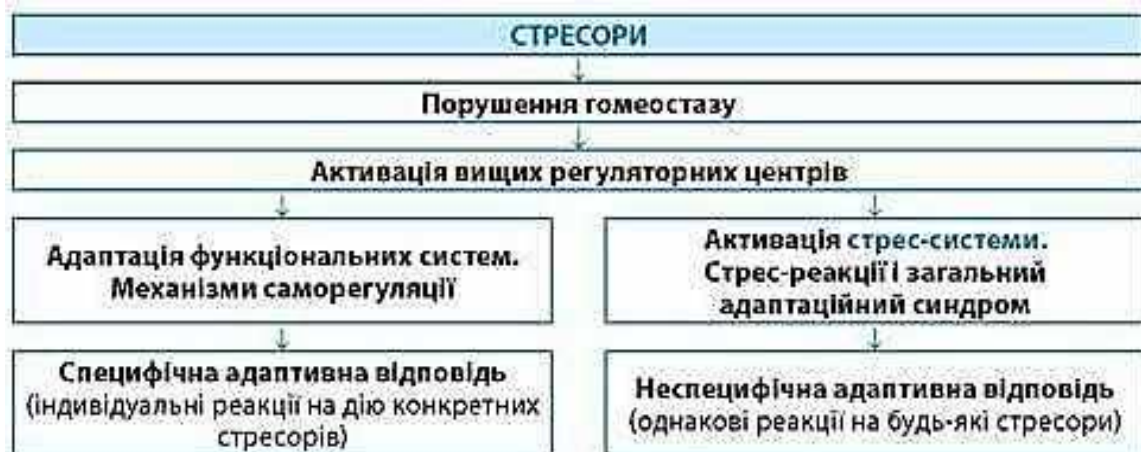 СТРЕСОРИ
Порушення гомеостазу
Активація вищих регуляторних центрів
Адаптація функціональних систем.
Механізми саморегуляції
Активація стрес-системи.
Стрес-реакції і загальний
адаптаційний синдром
Специфічна адаптивна відповідь
(індивідуальні реакції на дію конкретних
стресорів)
Неспецифічна адаптивна відповідь
(однакові реакції на будь-які стресори)